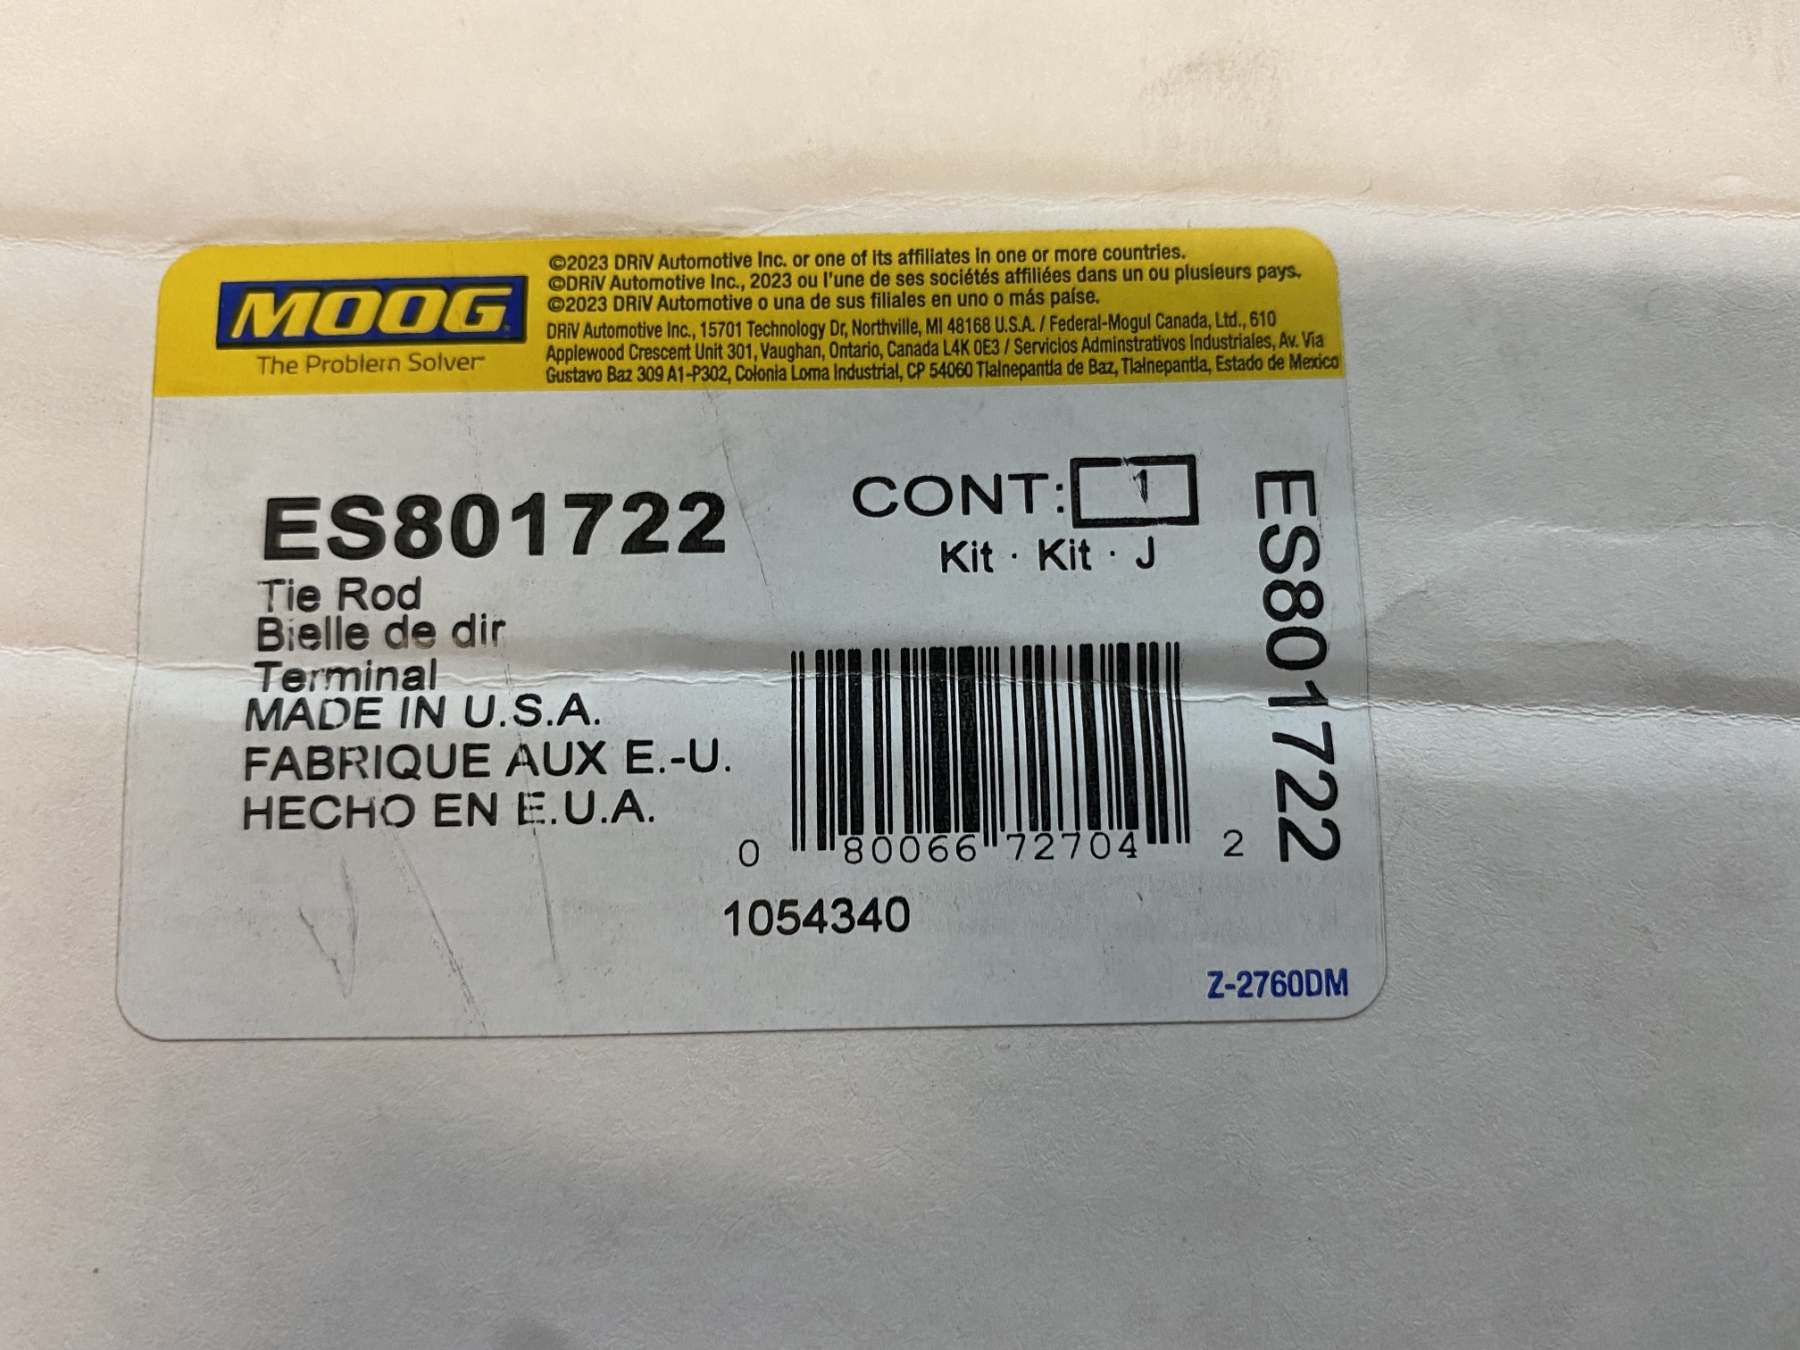 MOOG
The Problem Solver
©2023 DRiV Automotive Inc. or one of its affiliates in one or more countries.
©DRiV Automotive Inc., 2023 ou l'une de ses sociétés affiliées dans un ou plusieurs pays.
©2023 DRiV Automotive o una de sus filiales en uno o más paíse.
DRiV Automotive Inc., 15701 Technology Dr, Northville, MI 48168 U.S.A. / Federal-Mogul Canada, Ltd., 610
Applewood Crescent Unit 301, Vaughan, Ontario, Canada L4K 0E3 / Servicios Adminstrativos Industriales, Av. Vía
Gustavo Baz 309 A1-P302, Colonia Loma Industrial, CP 54060 Tlalnepantla de Baz, Tlalnepantla, Estado de Mexico
ES801722
Tie Rod
Bielle de dir
Terminal
MADE IN U.S.A.
FABRIQUE AUX E.-U.
HECHO EN E.U.A.
CONT: 1
Kit · Kit · J
ES801722
0 80066 72704 2
1054340
Z-2760DM